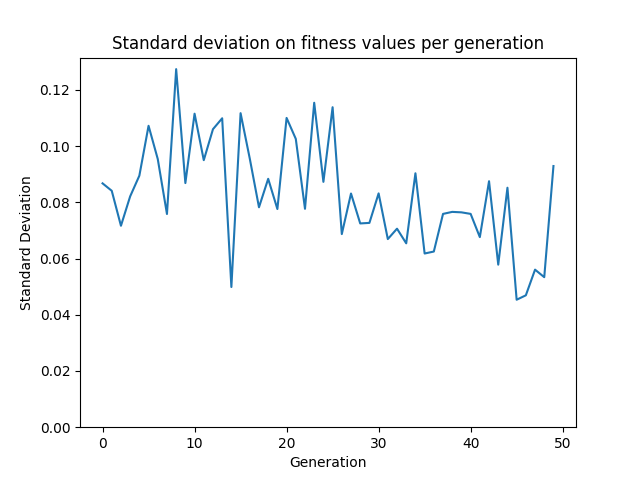 Standard deviation on fitness values per generation
Standard Deviation
0.12
0.10
0.08
0.06
0.04
0.02
0.00
0 10 20 30 40 50
Generation